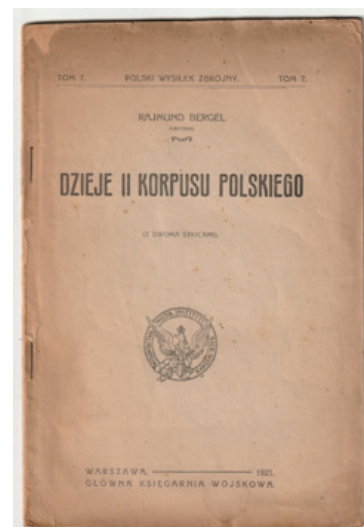 TOM 7. POLSKI WYSIŁEK ZBROJNY. TOM 7.
RAJMUND BERGEL
DZIEJE II KORPUSU POLSKIEGO
(Z DWOMA SZKICAMI).
WARSZAWA. 1921.
GŁÓWNA KSIĘGARNIA WOJSKOWA.